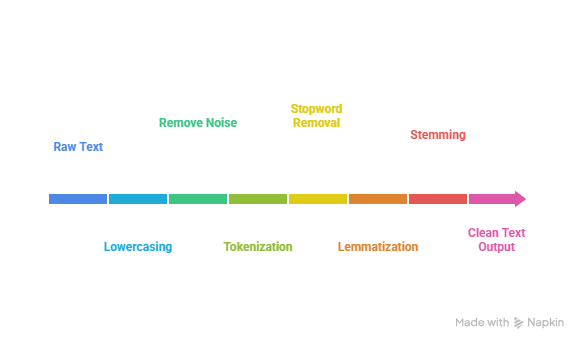 Raw Text
Lowercasing
Remove Noise
Tokenization
Stopword
Removal
Lemmatization
Stemming
Clean Text
Output
Made with Napkin